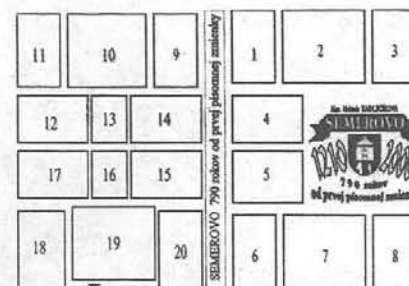 11 10 9
12 13 14
17 16 15
18 19 20
SEMEROVO 790 rokov od prvej písomnej zmienky
1 2 3
4
5
6 7 8
SEMEROVO
1210 2000
790 rokov
od prvej písomnej